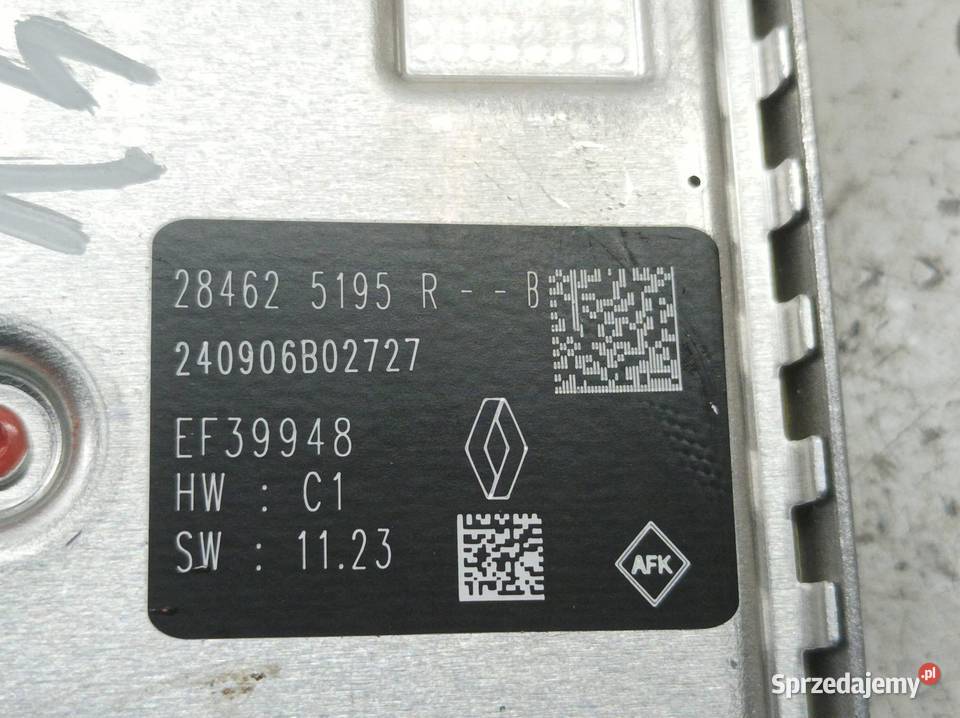 28462 5195 R - - B
240906B02727
EF39948
HW : C1
SW : 11.23
AFK
Sprzedajemy.pl